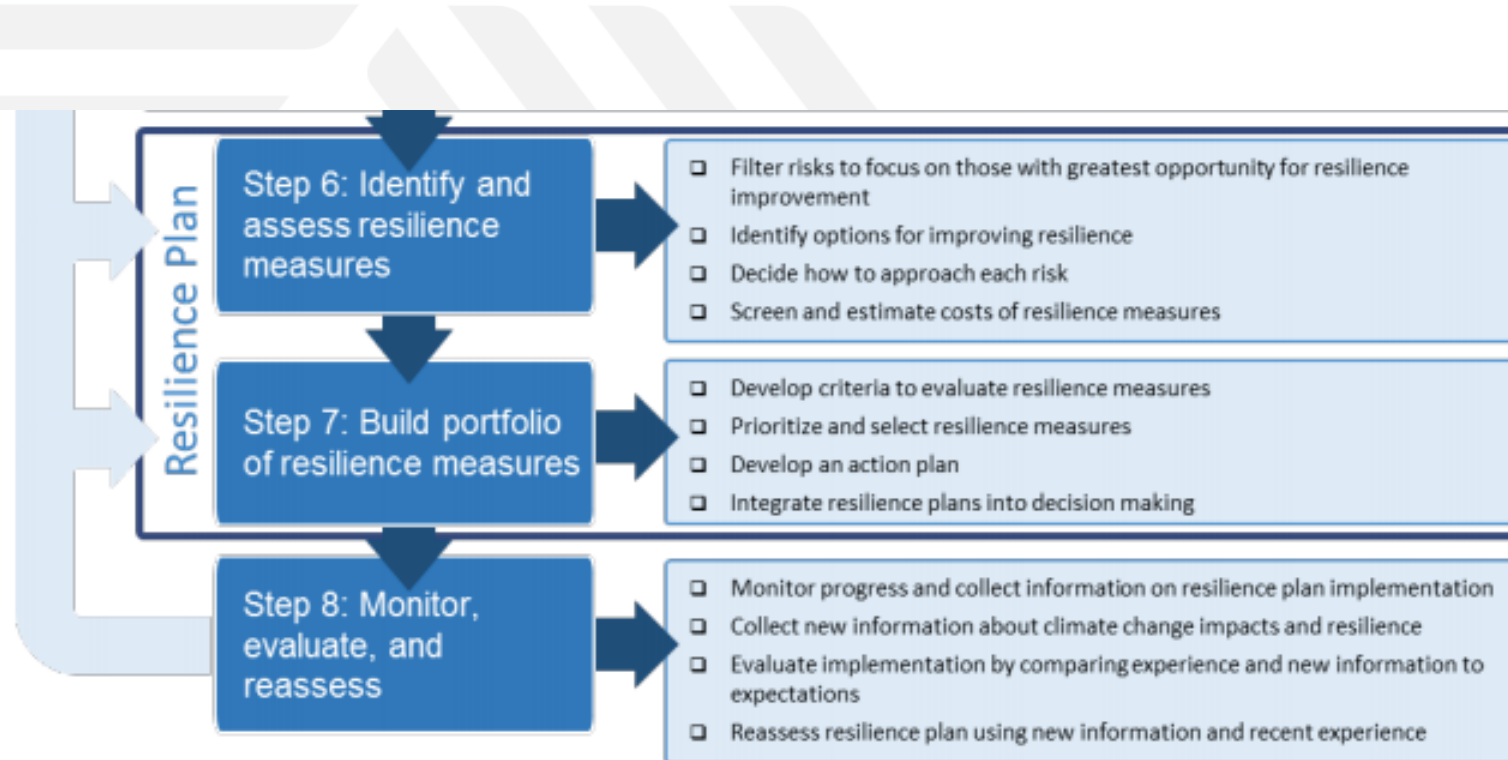 Resilience Plan
Step 6: Identify and
assess resilience
measures
❑ Filter risks to focus on those with greatest opportunity for resilience
improvement
❑ Identify options for improving resilience
❑ Decide how to approach each risk
❑ Screen and estimate costs of resilience measures
Step 7: Build portfolio
of resilience measures
❑ Develop criteria to evaluate resilience measures
❑ Prioritize and select resilience measures
❑ Develop an action plan
❑ Integrate resilience plans into decision making
Step 8: Monitor,
evaluate, and
reassess
❑ Monitor progress and collect information on resilience plan implementation
❑ Collect new information about climate change impacts and resilience
❑ Evaluate implementation by comparing experience and new information to
expectations
❑ Reassess resilience plan using new information and recent experience